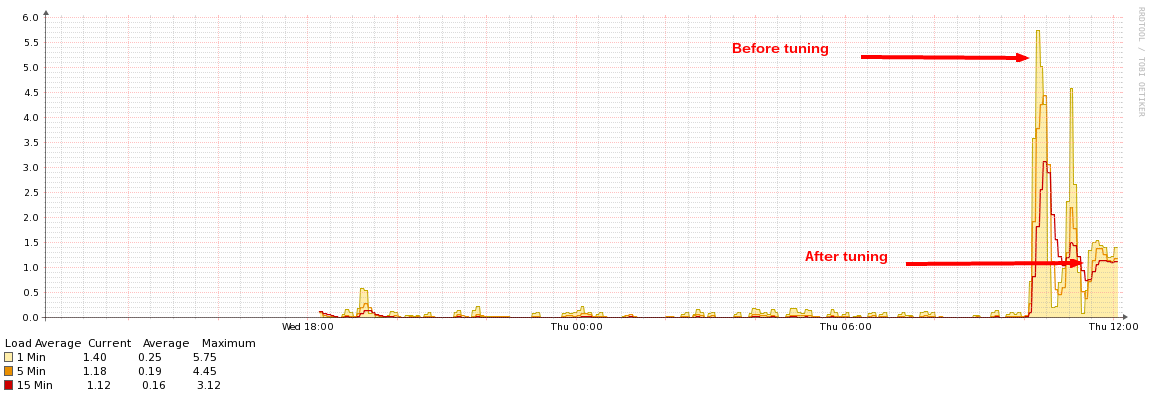 6.0
5.5
5.0
4.5
4.0
3.5
3.0
2.5
2.0
1.5
1.0
0.5
0.0
Before tuning
After tuning
RRDTOOL / TOBI OETIKER
Wed 18:00 Thu 00:00 Thu 06:00 Thu 12:00
Load Average Current Average Maximum
1 Min 1.40 0.25 5.75
5 Min 1.18 0.19 4.45
15 Min 1.12 0.16 3.12